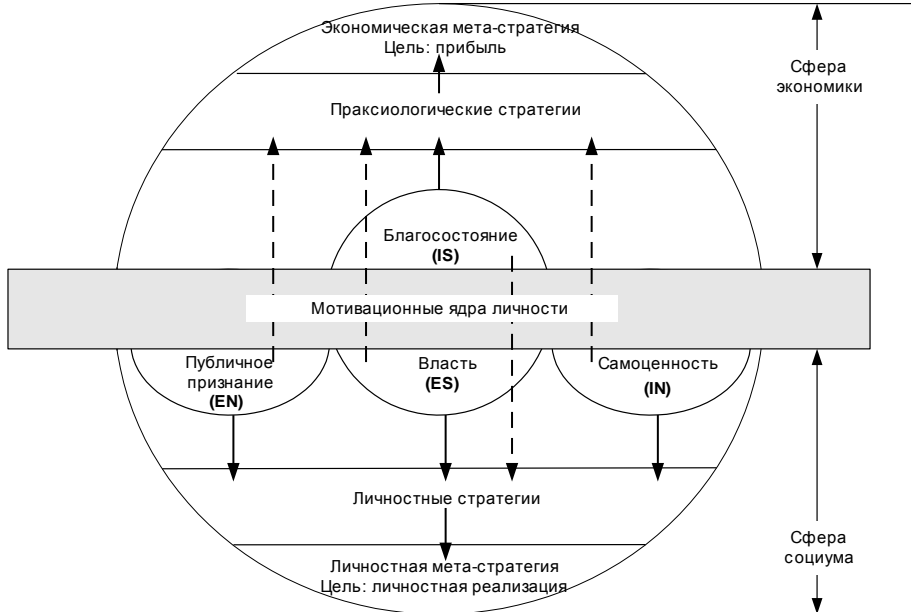 Экономическая мета-стратегия
Цель: прибыль
Сфера
экономики
Праксиологические стратегии
Благосостояние
(IS)
Мотивационные ядра личности
Публичное
признание
(EN)
Власть
(ES)
Самоценность
(IN)
Личностные стратегии
Сфера
социума
Личностная мета-стратегия
Цель: личностная реализация